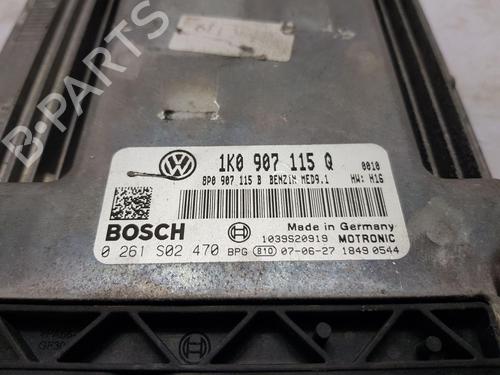 1K0 907 115 Q 0010
8P0 907 115 B BENZIN MED9.1 HW: H16
BOSCH
Made in Germany
1039S20919 MOTRONIC
0 261 S02 470 BPG 810 07-06-27 1849 0544
B-Parts